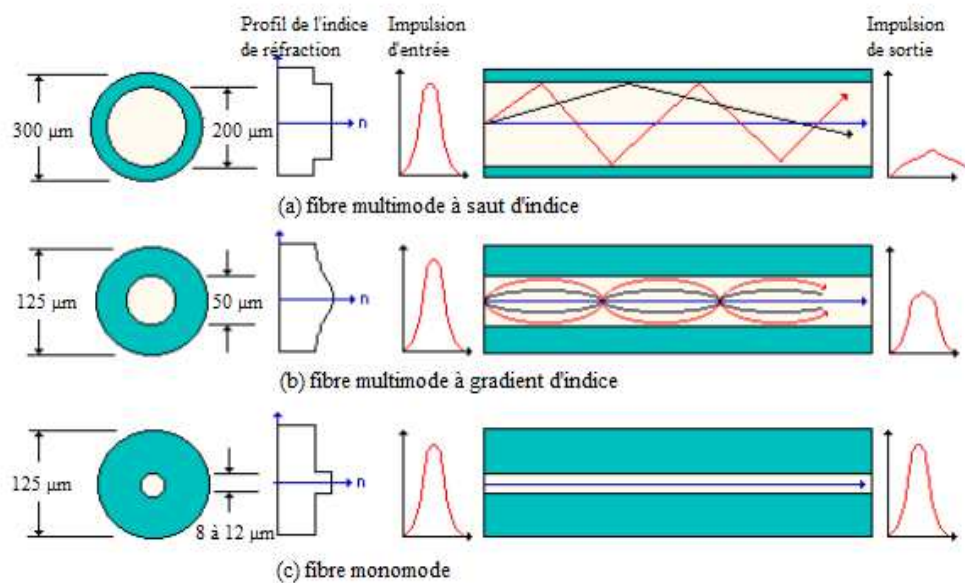 Profil de l'indice
de réfraction
Impulsion
d'entrée
Impulsion
de sortie
300 µm
200 µm
n
(a) fibre multimode à saut d'indice
125 µm
50 µm
n
(b) fibre multimode à gradient d'indice
125 µm
8 à 12 µm
n
(c) fibre monomode